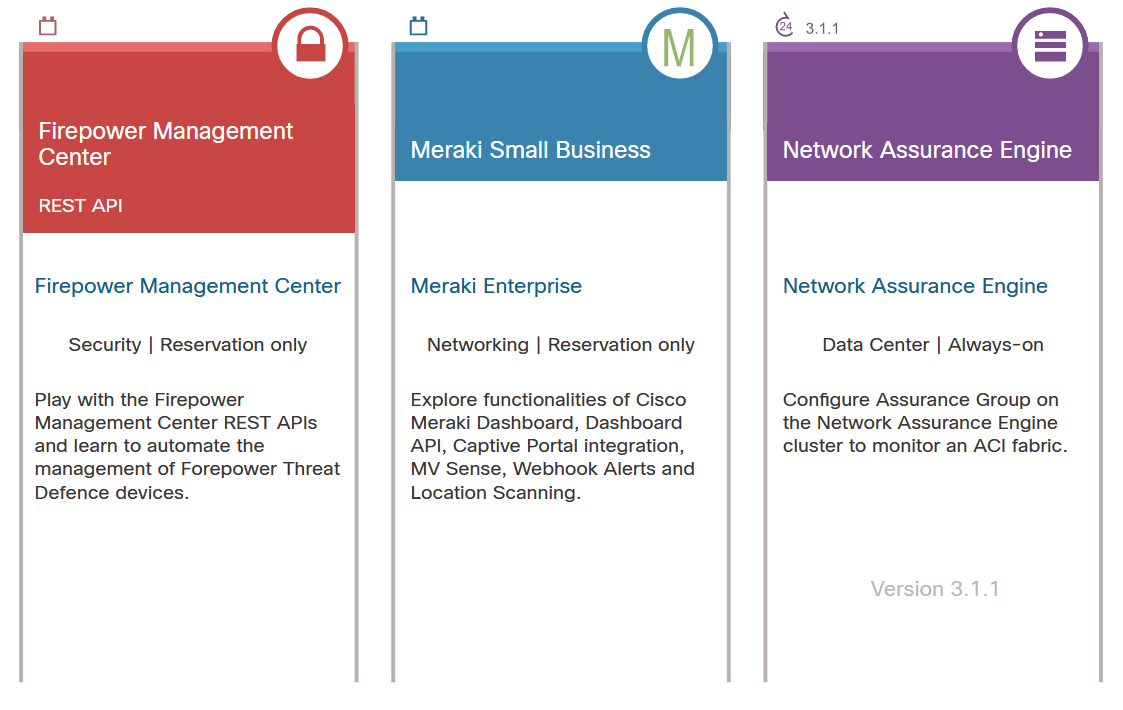 24 3.1.1
M
Firepower Management
Center
REST API
Meraki Small Business
Network Assurance Engine
Firepower Management Center
Security | Reservation only
Play with the Firepower
Management Center REST APIs
and learn to automate the
management of Forepower Threat
Defence devices.
Meraki Enterprise
Networking | Reservation only
Explore functionalities of Cisco
Meraki Dashboard, Dashboard
API, Captive Portal integration,
MV Sense, Webhook Alerts and
Location Scanning.
Network Assurance Engine
Data Center | Always-on
Configure Assurance Group on
the Network Assurance Engine
cluster to monitor an ACI fabric.
Version 3.1.1